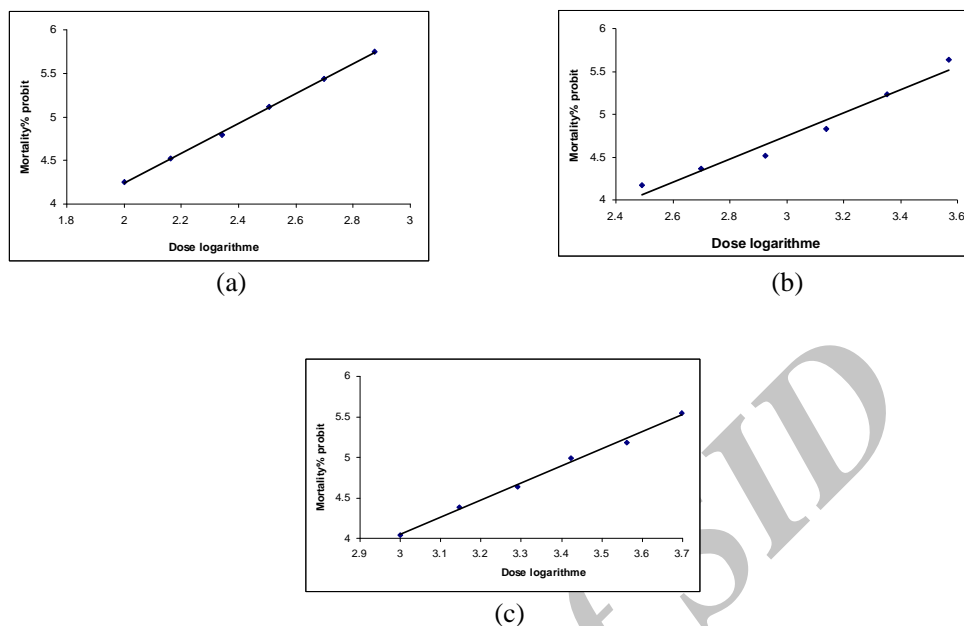 6
5.5
5
4.5
4
Mortality% probit
1.8 2 2.2 2.4 2.6 2.8 3
Dose logarithme
(a)
6
5.5
5
4.5
4
Mortality% probit
2.4 2.6 2.8 3 3.2 3.4 3.6
Dose logarithme
(b)
6
5.5
5
4.5
4
Mortality% probit
2.9 3 3.1 3.2 3.3 3.4 3.5 3.6 3.7
Dose logarithme
(c)
f SID